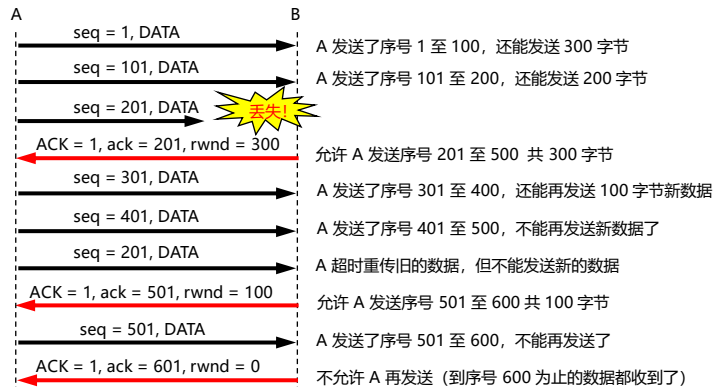 A B
seq = 1, DATA A 发送了序号 1 至 100，还能发送 300 字节
seq = 101, DATA A 发送了序号 101 至 200，还能发送 200 字节
seq = 201, DATA 丢失!
ACK = 1, ack = 201, rwnd = 300 允许 A 发送序号 201 至 500 共 300 字节
seq = 301, DATA A 发送了序号 301 至 400，还能再发送 100 字节新数据
seq = 401, DATA A 发送了序号 401 至 500，不能再发送新数据了
seq = 201, DATA A 超时重传旧的数据，但不能发送新的数据
ACK = 1, ack = 501, rwnd = 100 允许 A 发送序号 501 至 600 共 100 字节
seq = 501, DATA A 发送了序号 501 至 600，不能再发送了
ACK = 1, ack = 601, rwnd = 0 不允许 A 再发送（到序号 600 为止的数据都收到了）